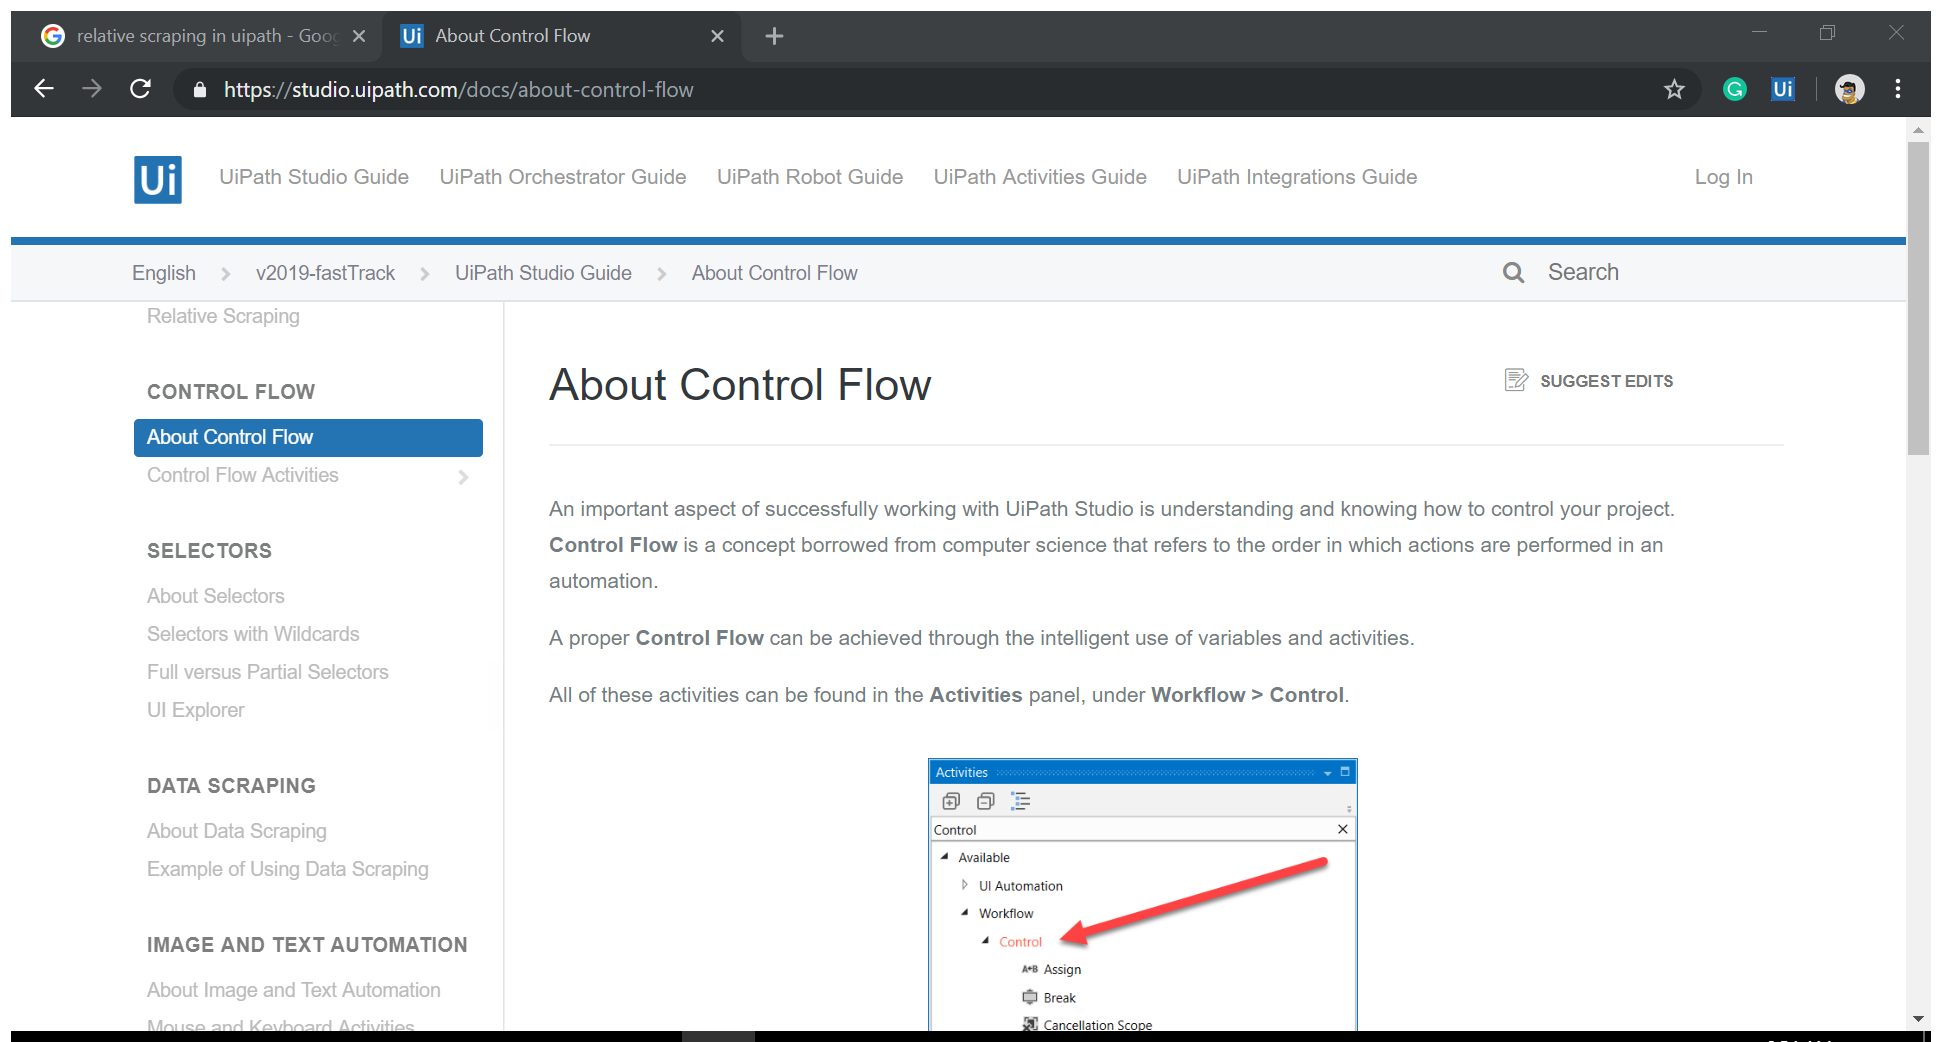 relative scraping in uipath - Goog
Ui About Control Flow
https://studio.uipath.com/docs/about-control-flow
Ui
Ui UiPath Studio Guide UiPath Orchestrator Guide UiPath Robot Guide UiPath Activities Guide UiPath Integrations Guide Log In
English v2019-fastTrack UiPath Studio Guide About Control Flow Search
Relative Scraping
CONTROL FLOW
About Control Flow
Control Flow Activities
SELECTORS
About Selectors
Selectors with Wildcards
Full versus Partial Selectors
UI Explorer
DATA SCRAPING
About Data Scraping
Example of Using Data Scraping
IMAGE AND TEXT AUTOMATION
About Image and Text Automation
Mouse and Keyboard Activities
About Control Flow
SUGGEST EDITS
An important aspect of successfully working with UiPath Studio is understanding and knowing how to control your project.
Control Flow is a concept borrowed from computer science that refers to the order in which actions are performed in an
automation.
A proper Control Flow can be achieved through the intelligent use of variables and activities.
All of these activities can be found in the Activities panel, under Workflow > Control.
Activities
Control
Available
UI Automation
Workflow
Control
A+B Assign
Break
Cancellation Scope